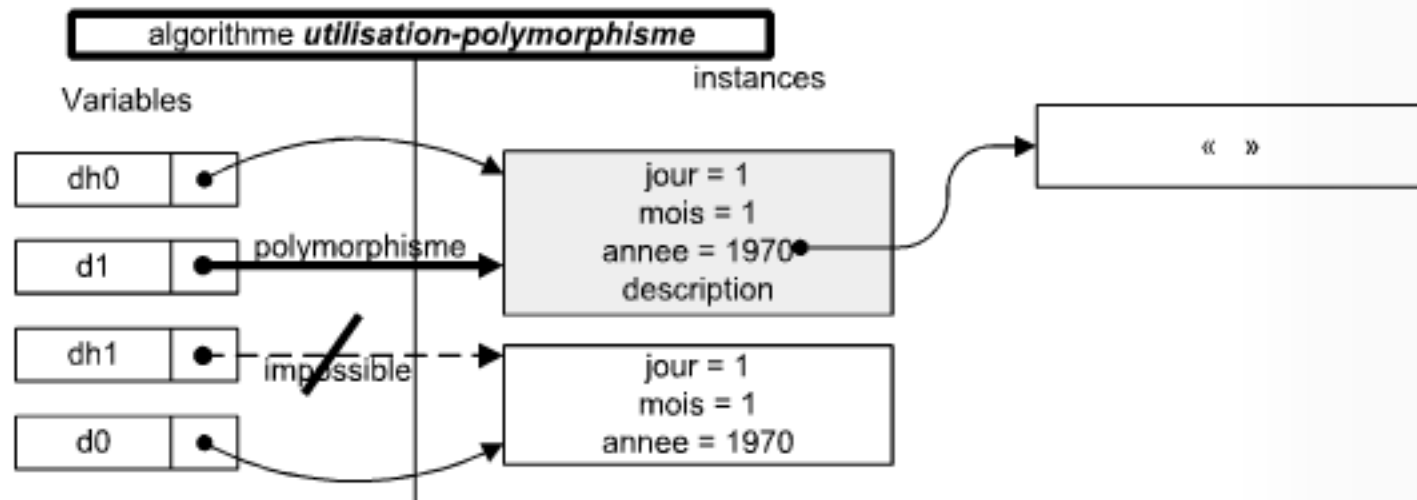 algorithme utilisation-polymorphisme
instances
Variables
dh0
d1
dh1
d0
polymorphisme
impossible
jour = 1
mois = 1
annee = 1970
description
jour = 1
mois = 1
annee = 1970
«    »